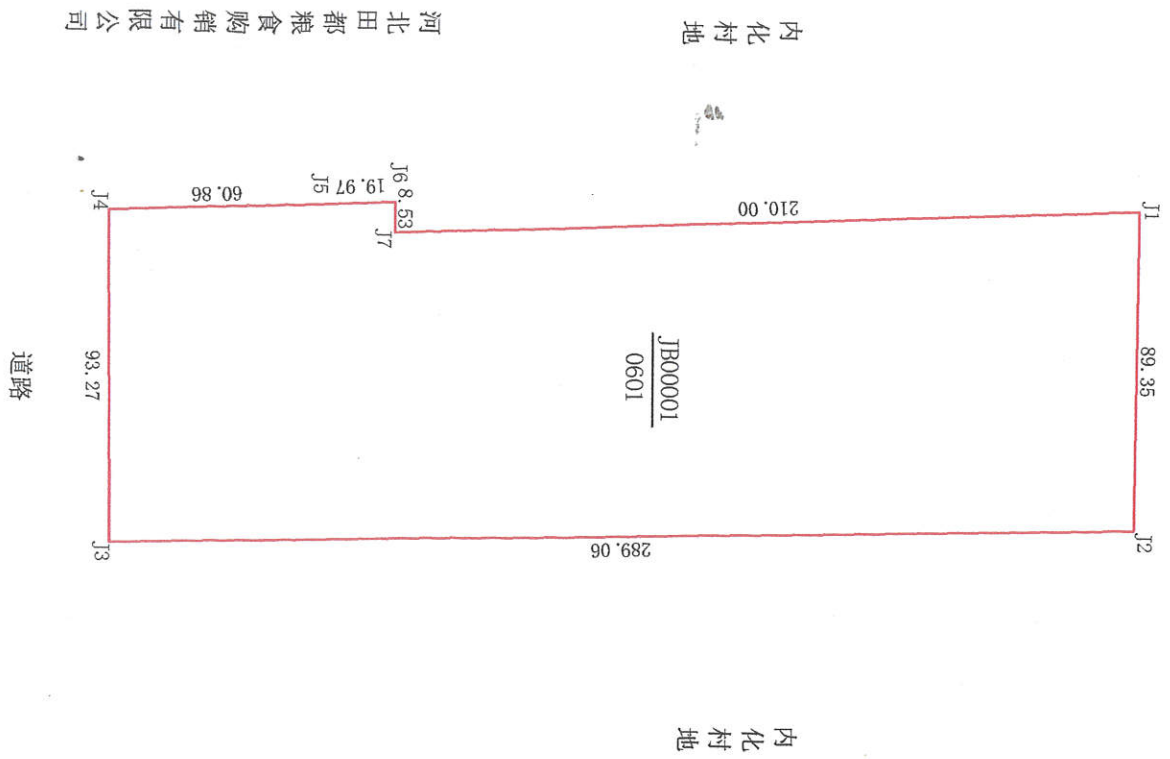 内化村地
河北田都粮食购销有限公司
J1
89.35
J2
210.00
J6
8.53
J7
19.97
J5
60.86
J4
JB00001
0601
289.06
93.27
J3
道路
内化村地